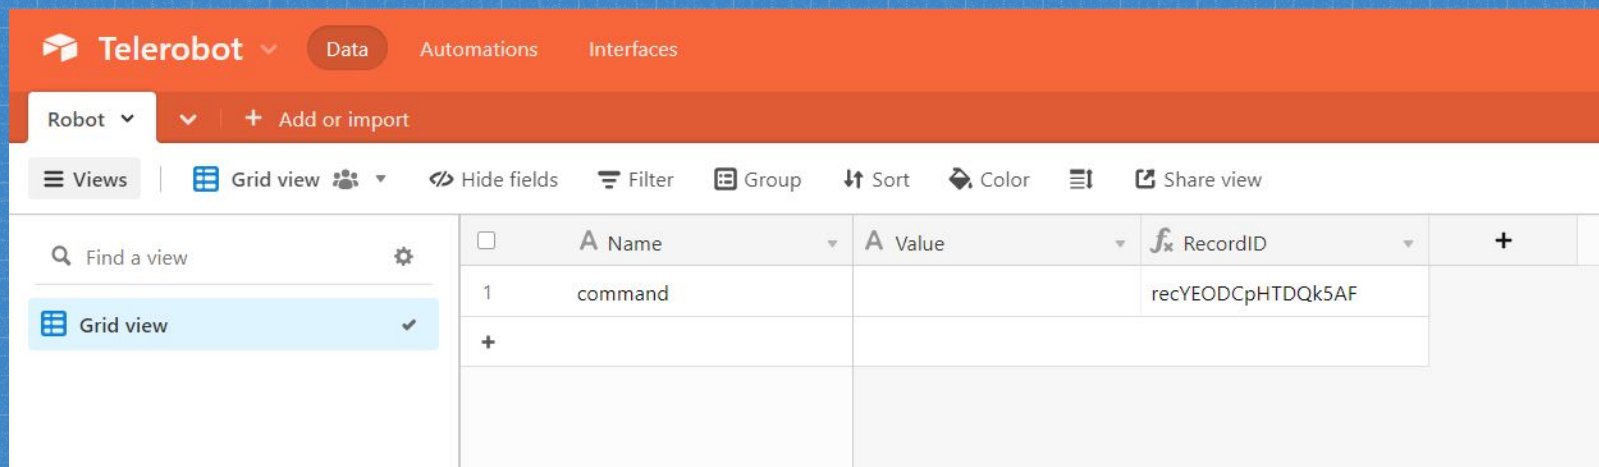 Telerobot Data Automations Interfaces
Robot + Add or import
Views Grid view Hide fields Filter Group Sort Color Share view
Find a view
Grid view
A Name A Value fx RecordID +
1 command recYEODCpHTDQk5AF
+